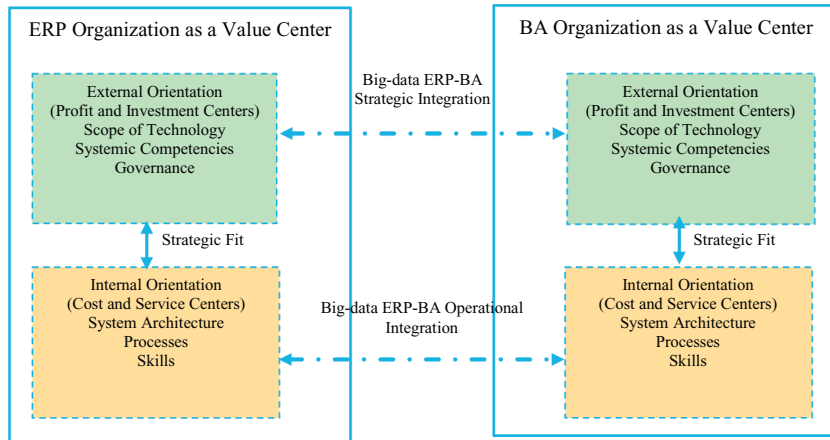 ERP Organization as a Value Center
External Orientation
(Profit and Investment Centers)
Scope of Technology
Systemic Competencies
Governance
Strategic Fit
Internal Orientation
(Cost and Service Centers)
System Architecture
Processes
Skills
Big-data ERP-BA
Strategic Integration
Big-data ERP-BA Operational
Integration
BA Organization as a Value Center
External Orientation
(Profit and Investment Centers)
Scope of Technology
Systemic Competencies
Governance
Strategic Fit
Internal Orientation
(Cost and Service Centers)
System Architecture
Processes
Skills